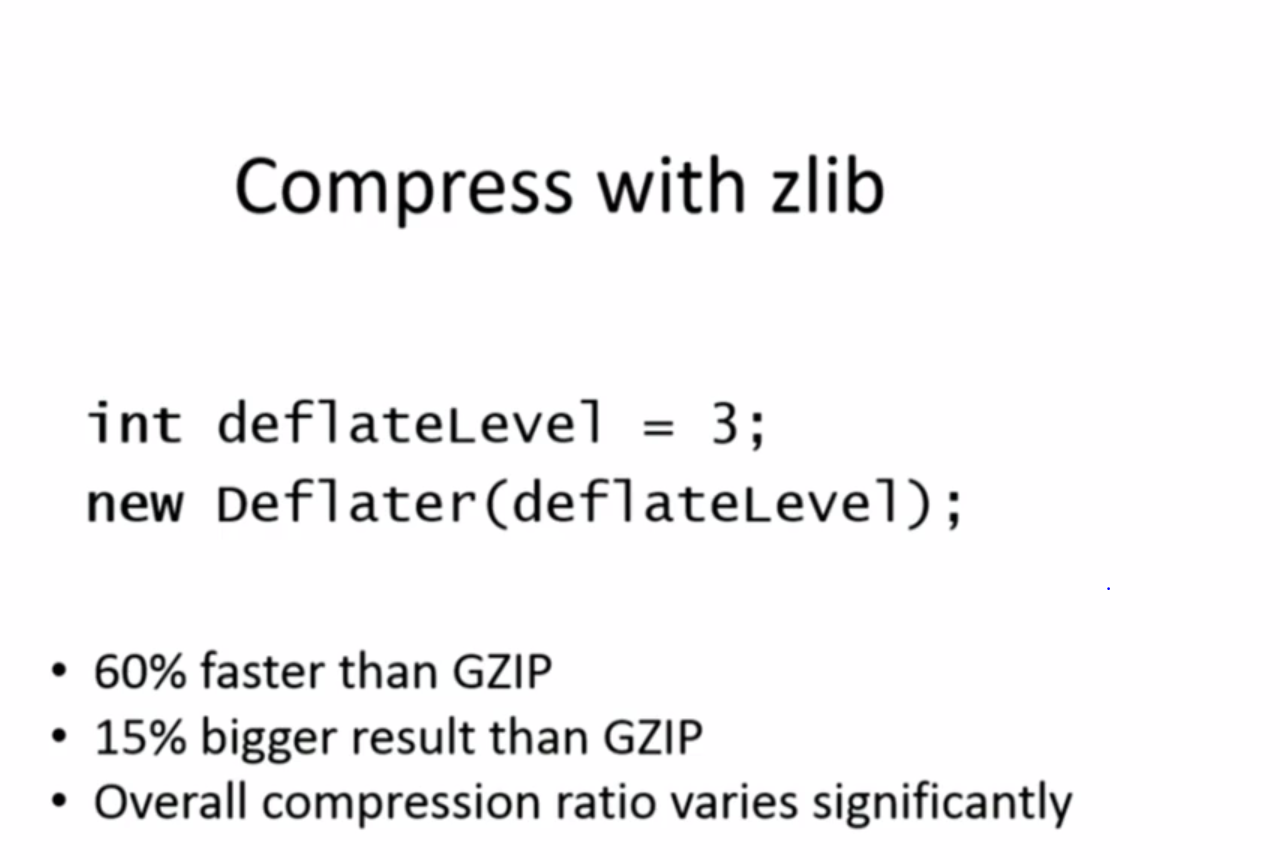 Compress with zlib
int deflateLevel = 3;
new Deflater(deflateLevel);
• 60% faster than GZIP
• 15% bigger result than GZIP
• Overall compression ratio varies significantly